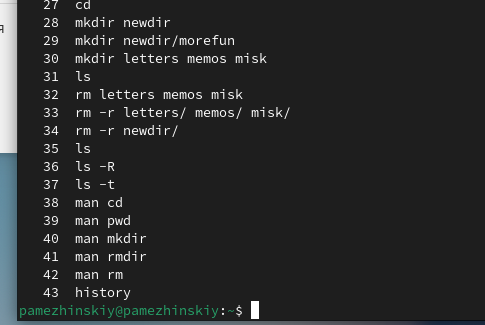 я
27 cd
28 mkdir newdir
29 mkdir newdir/morefun
30 mkdir letters memos misk
31 ls
32 rm letters memos misk
33 rm -r letters/ memos/ misk/
34 rm -r newdir/
35 ls
36 ls -R
37 ls -t
38 man cd
39 man pwd
40 man mkdir
41 man rmdir
42 man rm
43 history
pamezhinskiy@pamezhinskiy:~$